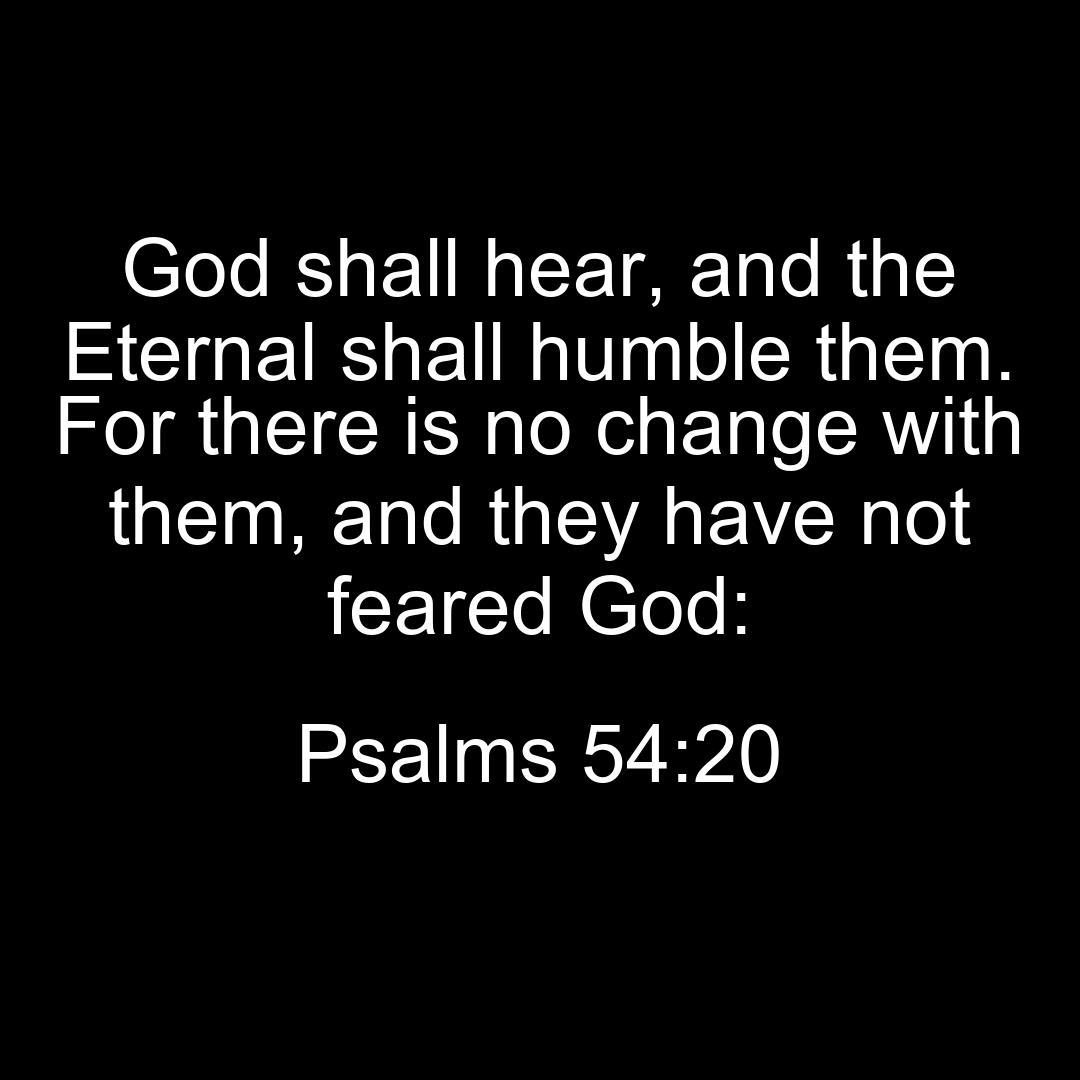 God shall hear, and the
Eternal shall humble them.
For there is no change with
them, and they have not
feared God:
Psalms 54:20